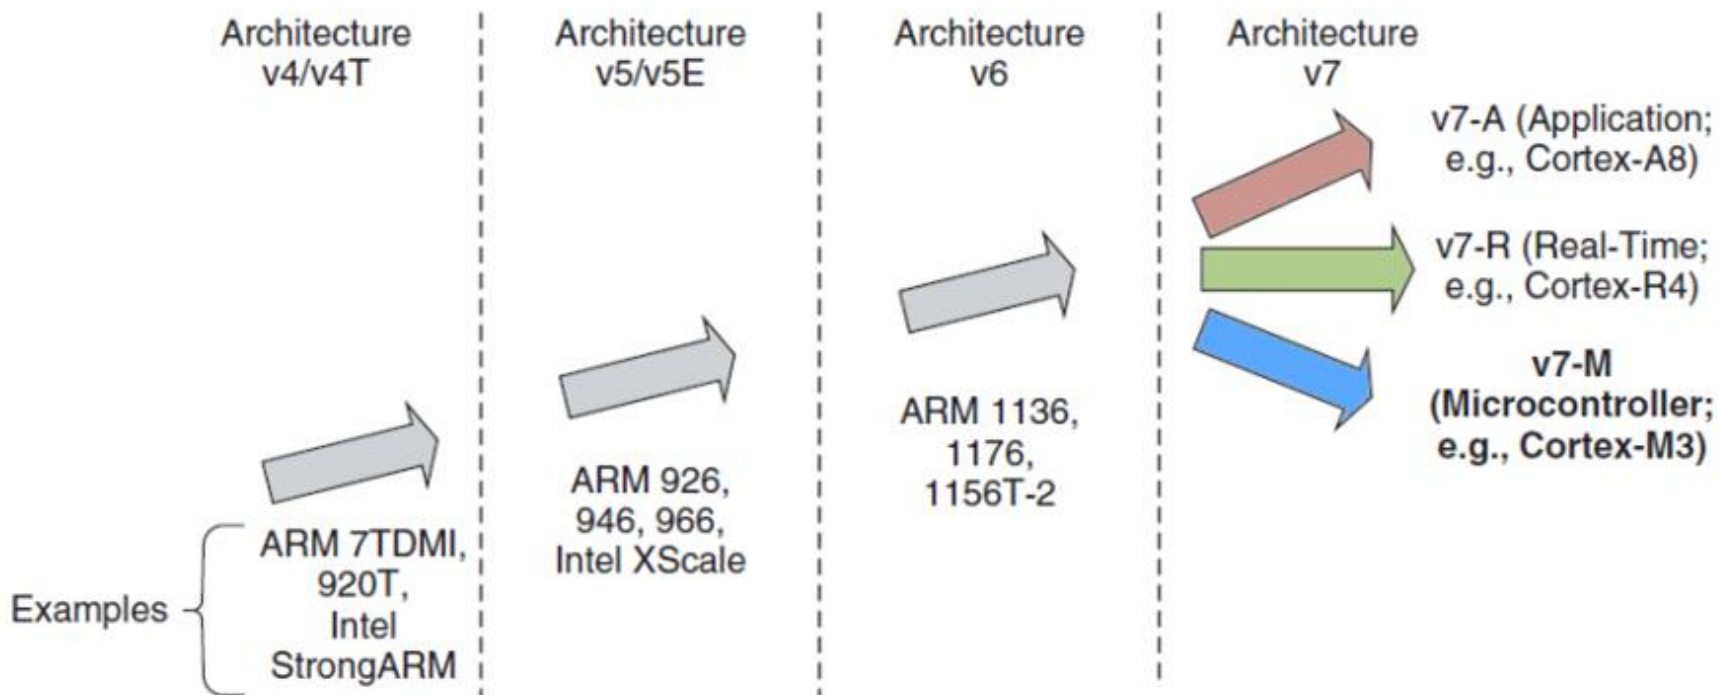 Architecture
v4/v4T
Architecture
v5/v5E
Architecture
v6
Architecture
v7
v7-A (Application;
e.g., Cortex-A8)
v7-R (Real-Time;
e.g., Cortex-R4)
v7-M
(Microcontroller;
e.g., Cortex-M3)
ARM 1136,
1176,
1156T-2
ARM 926,
946, 966,
Intel XScale
Examples
ARM 7TDMI,
920T,
Intel
StrongARM